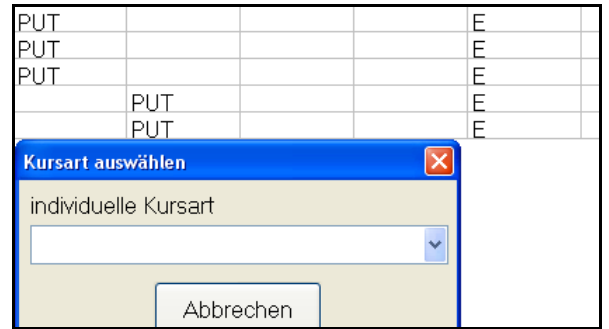 PUT E
PUT E
PUT E
PUT E
PUT E
Kursart auswählen
individuelle Kursart
Abbrechen